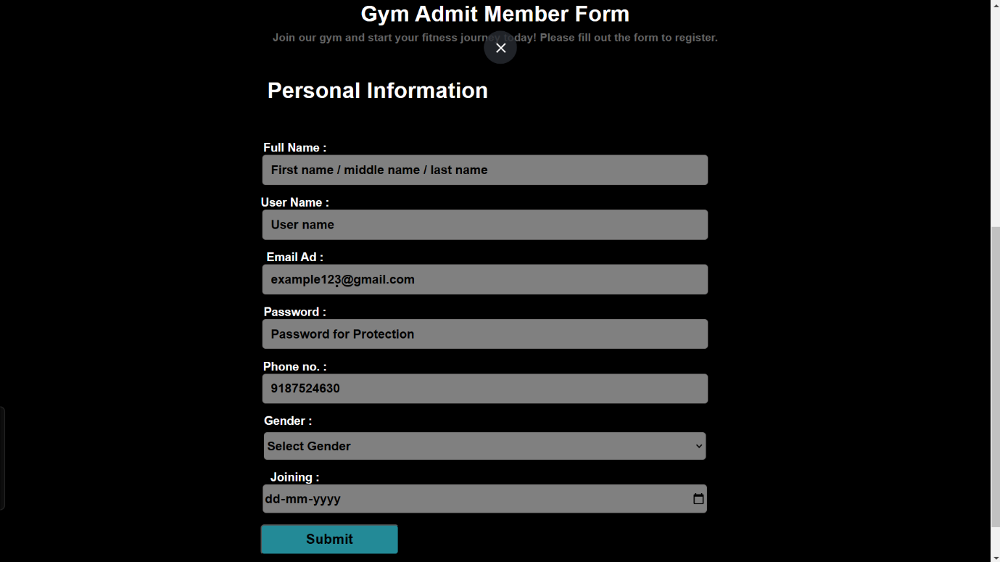 Gym Admit Member Form
Join our gym and start your fitness journey today! Please fill out the form to register.
Personal Information
Full Name :
First name / middle name / last name
User Name :
User name
Email Ad :
example123@gmail.com
Password :
Password for Protection
Phone no. :
9187524630
Gender :
Select Gender
Joining :
dd-mm-yyyy
Submit